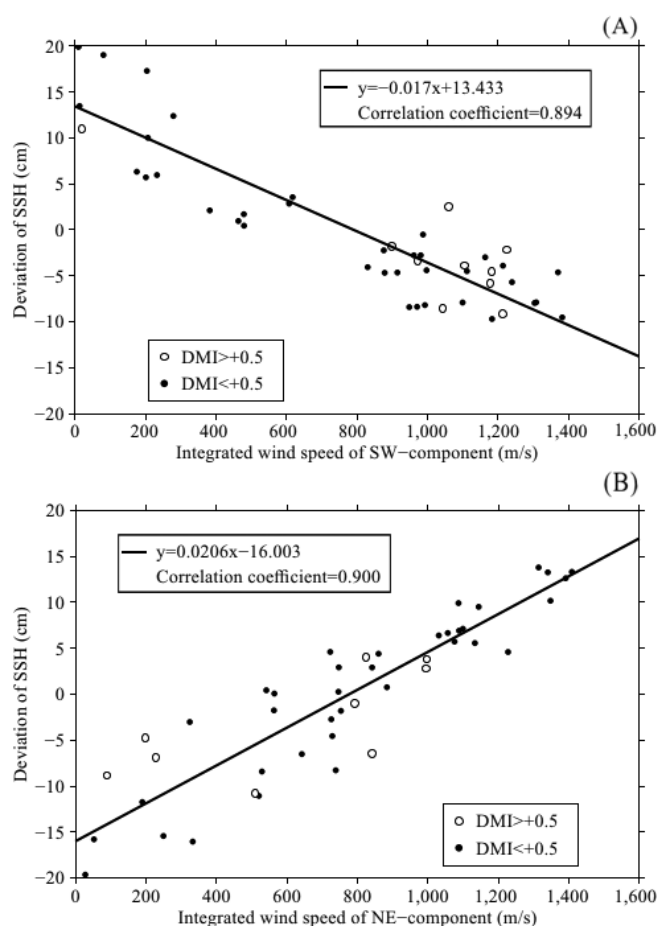 (A)
20
15
10
5
0
−5
−10
−15
−20
Deviation of SSH (cm)
y=−0.017x+13.433
Correlation coefficient=0.894
DMI>+0.5
DMI<+0.5
0 200 400 600 800 1,000 1,200 1,400 1,600
Integrated wind speed of SW−component (m/s)
(B)
20
15
10
5
0
−5
−10
−15
−20
Deviation of SSH (cm)
y=0.0206x−16.003
Correlation coefficient=0.900
DMI>+0.5
DMI<+0.5
0 200 400 600 800 1,000 1,200 1,400 1,600
Integrated wind speed of NE−component (m/s)